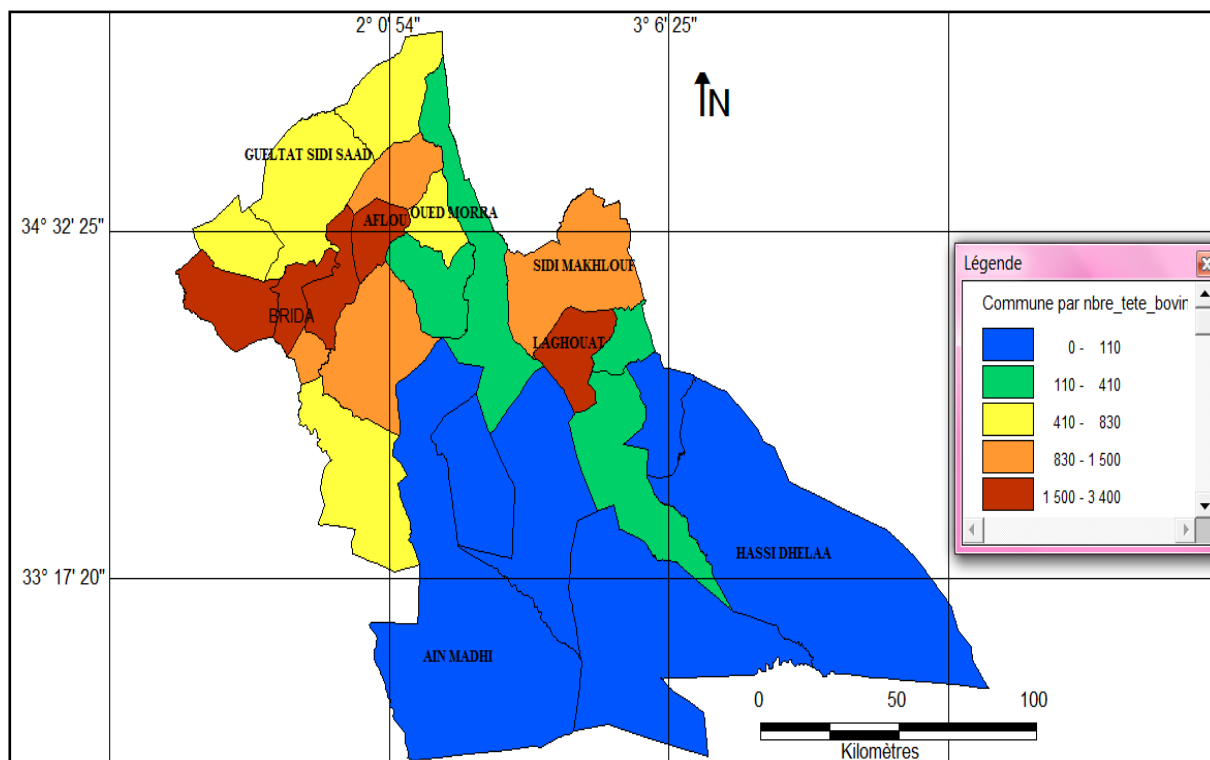 2° 0' 54"
3° 6' 25"
N
GUELTAT SIDI SAAD
34° 32' 25"
AFLOU
OUED MORRA
SIDI MAKHLOUF
BRIDA
LAGHOUAT
Légende
Commune par nbre_tete_bovin
0 - 110
110 - 410
410 - 830
830 - 1 500
1 500 - 3 400
HASSI DHELAA
33° 17' 20"
AIN MADHI
0 50 100
Kilomètres